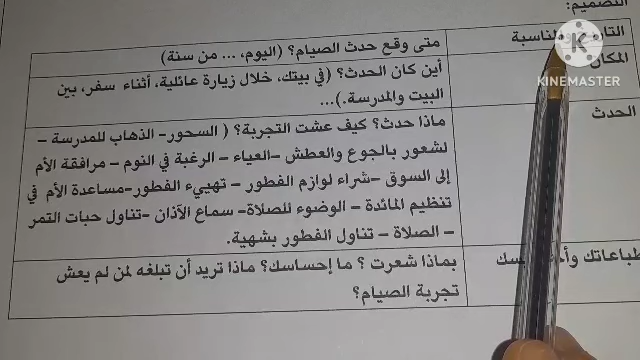 التصميم:
متى وقع حدث الصيام؟ (اليوم، ... من سنة)
المكان
أين كان الحدث؟ (في بيتك، خلال زيارة عائلية، أثناء سفر، بين
البيت والمدرسة.)...
الحدث
ماذا حدث؟ كيف عشت التجربة؟ ( السحور- الذهاب للمدرسة –
لشعور بالجوع والعطش –العياء – الرغبة في النوم – مرافقة الأم
إلى السوق –شراء لوازم الفطور – تهييء الفطور–مساعدة الأم في
تنظيم المائدة – الوضوء للصلاة- سماع الآذان –تناول حبات التمر
– الصلاة – تناول الفطور بشهية.
بماذا شعرت ؟ ما إحساسك؟ ماذا تريد أن تبلغه لمن لم يعش
تجربة الصيام؟
KINEMASTER
KINEMASTER